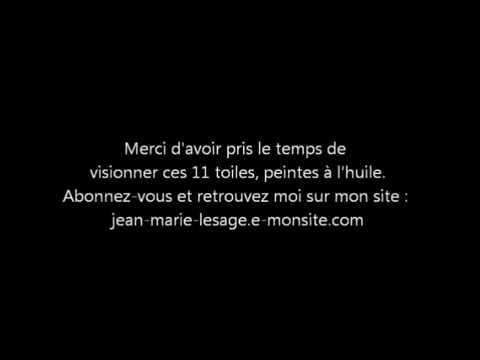 Merci d'avoir pris le temps de
visionner ces 11 toiles, peintes à l'huile.
Abonnez-vous et retrouvez moi sur mon site :
jean-marie-lesage.e-monsite.com